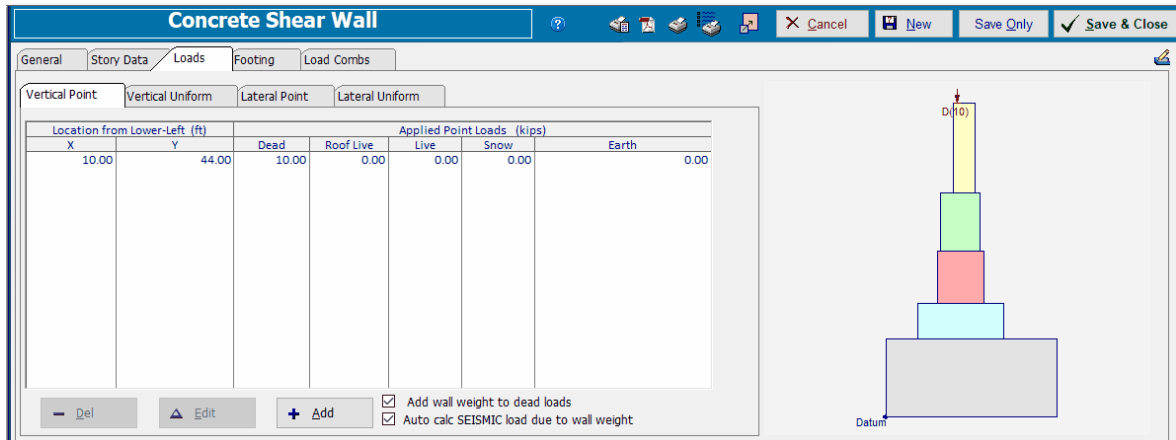 Concrete Shear Wall
? Cancel New Save Only Save & Close
General Story Data Loads Footing Load Combs
Vertical Point Vertical Uniform Lateral Point Lateral Uniform
Location from Lower-Left (ft) Applied Point Loads (kips)
X Y Dead Roof Live Live Snow Earth
10.00 44.00 10.00 0.00 0.00 0.00 0.00
Del Edit Add
Add wall weight to dead loads
Auto calc SEISMIC load due to wall weight
D(10)
Datum